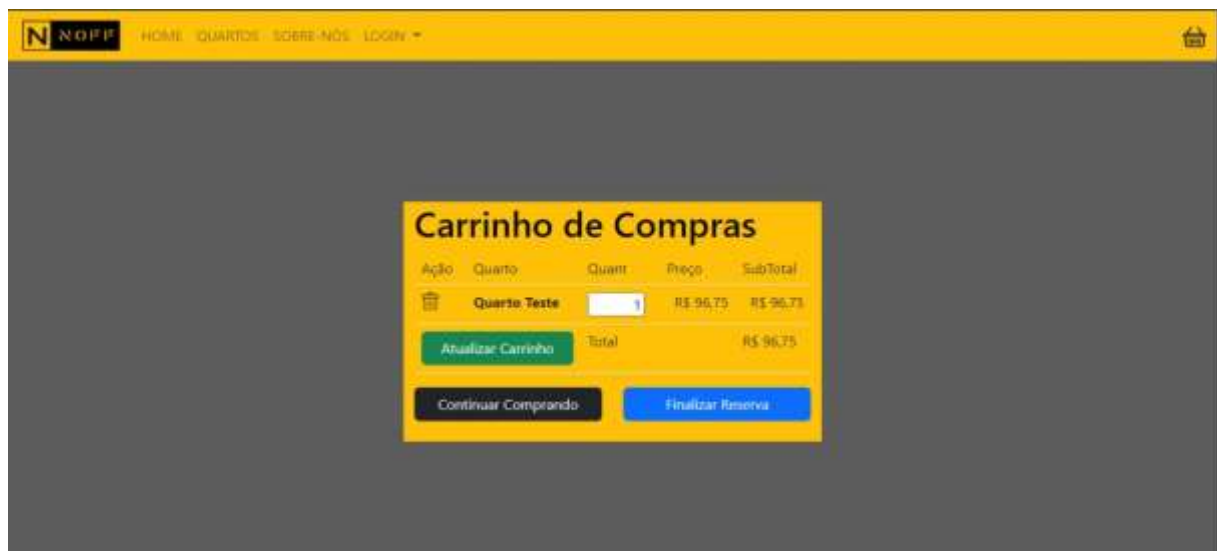 N NOFF HOME QUARTOS SOBRE-NÓS LOGIN
Carrinho de Compras
Ação Quarto Quant Preço SubTotal
Quarto Teste 1 R$ 96,75 R$ 96,75
Atualizar Carrinho Total R$ 96,75
Continuar Comprando Finalizar Reserva